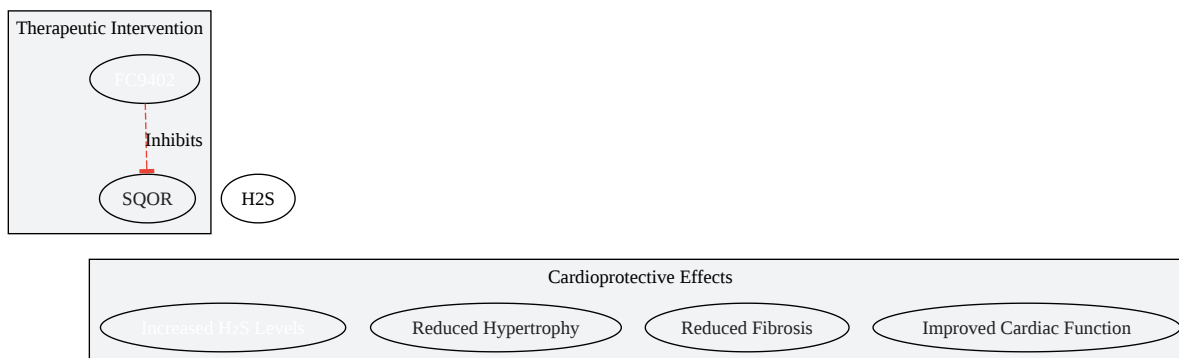 Therapeutic Intervention
FC9402
Inhibits
SQOR
H2S
Cardioprotective Effects
Increased H₂S Levels
Reduced Hypertrophy
Reduced Fibrosis
Improved Cardiac Function